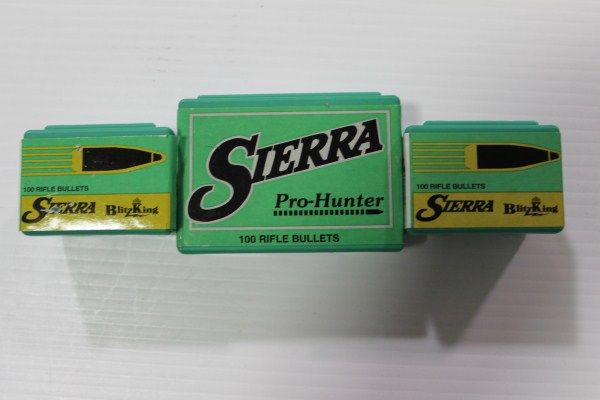 100 RIFLE BULLETS
SIERRA BlitzKing
SIERRA
Pro-Hunter
100 RIFLE BULLETS
100 RIFLE BULLETS
SIERRA BlitzKing